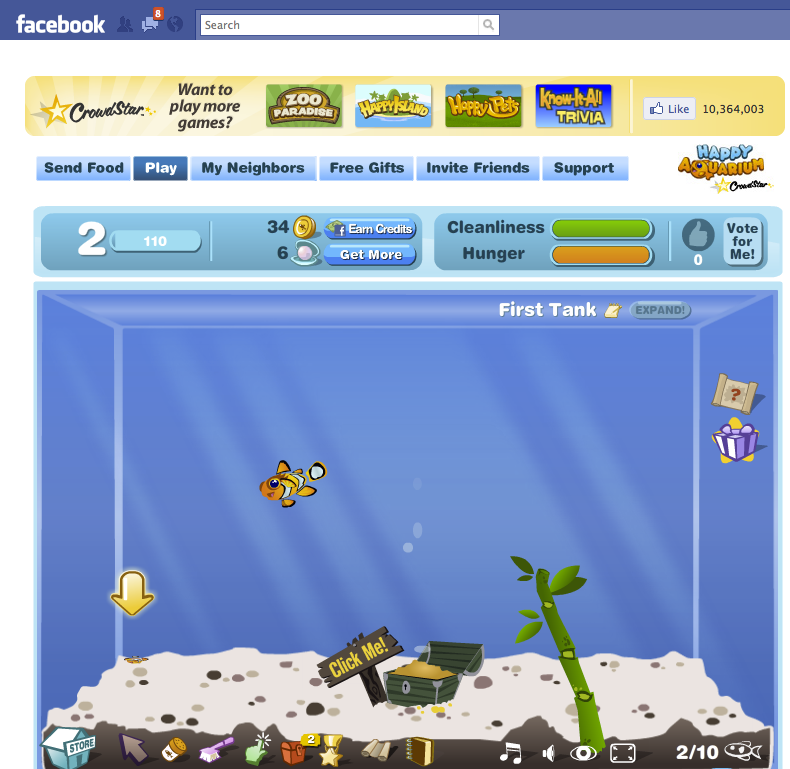 facebook
8
Search
CrowdStar
Want to
play more
games?
ZOO
PARADISE
HAPPY ISLAND
Happy Pets
Know-It-All
TRIVIA
Like
10,364,003
Send Food
Play
My Neighbors
Free Gifts
Invite Friends
Support
HAPPY
AQUARIUM
CrowdStar
2
110
34
f Earn Credits
6
Get More
Cleanliness
Hunger
0
Vote
for
Me!
First Tank
EXPAND!
?
Click Me!
STORE
2
2/10